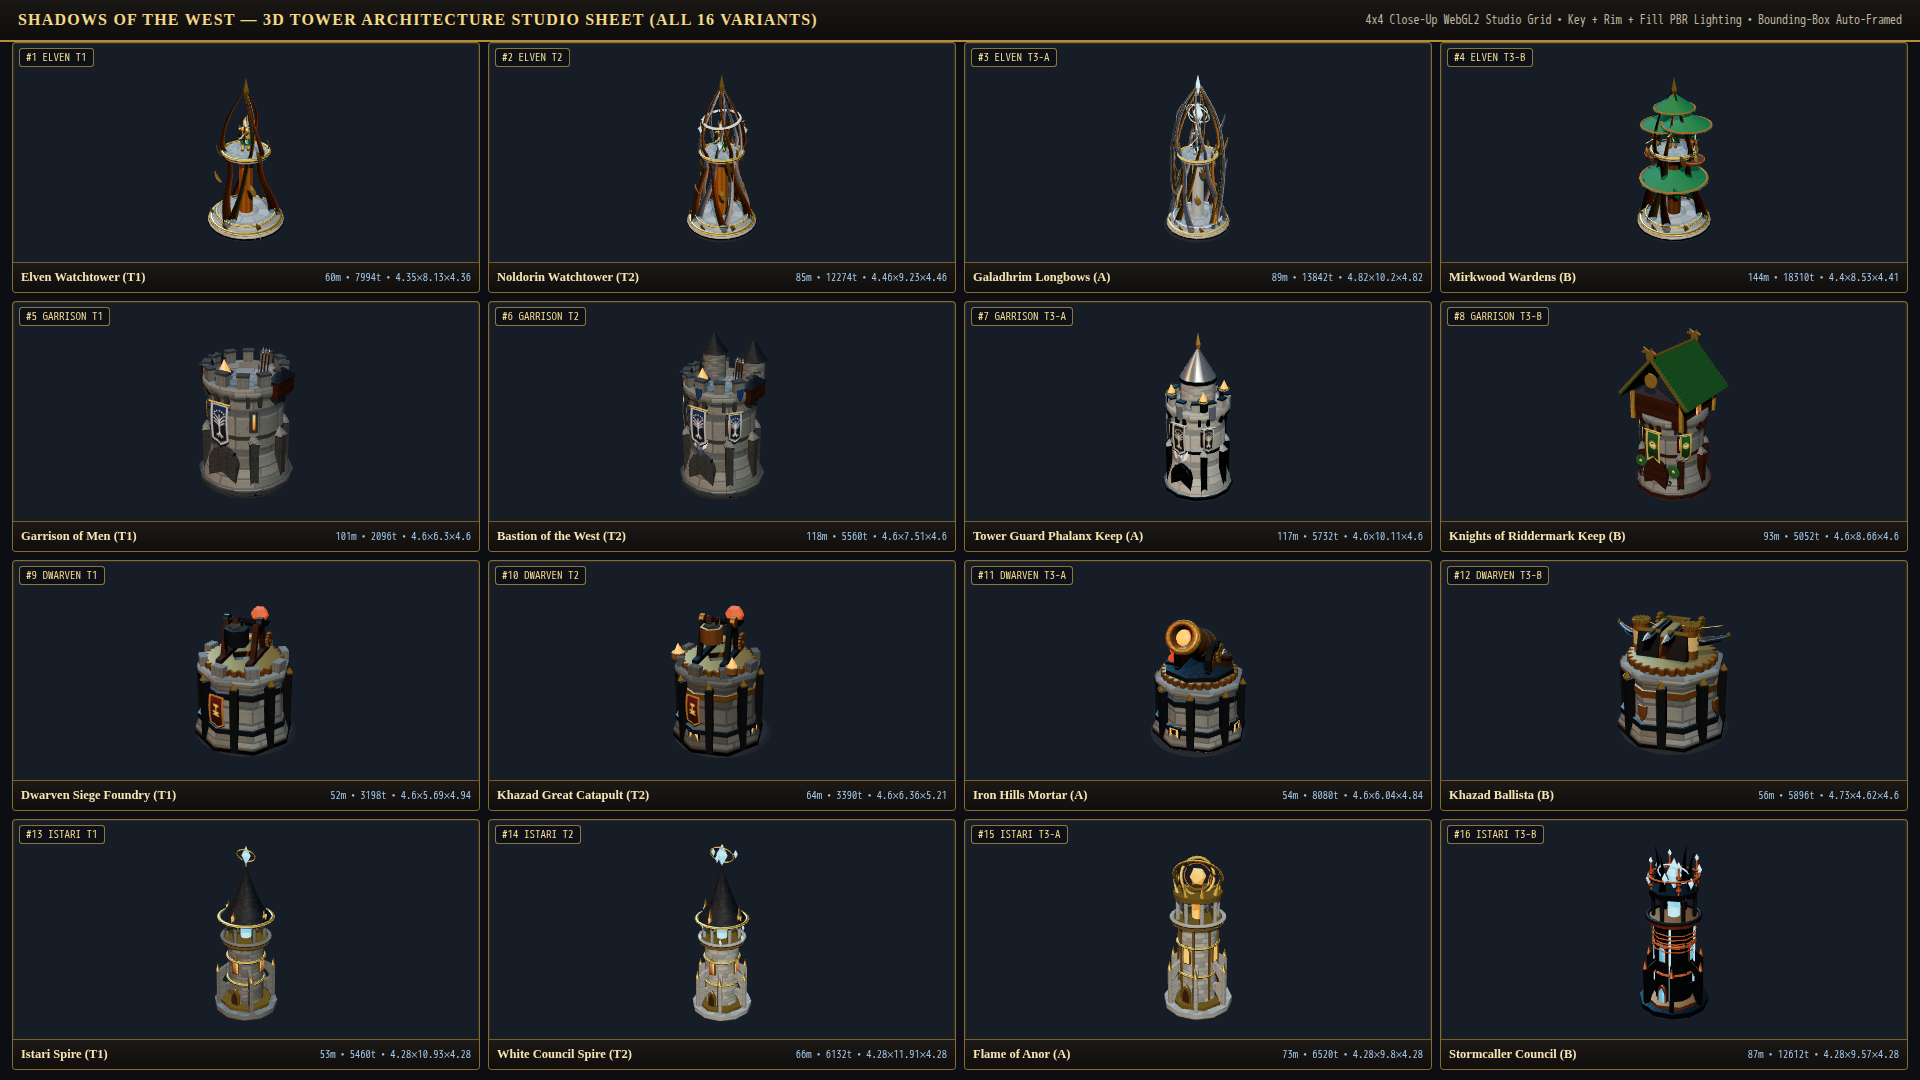 SHADOWS OF THE WEST — 3D TOWER ARCHITECTURE STUDIO SHEET (ALL 16 VARIANTS)
4x4 Close-Up WebGL2 Studio Grid • Key + Rim + Fill PBR Lighting • Bounding-Box Auto-Framed
#1 ELVEN T1
#2 ELVEN T2
#3 ELVEN T3-A
#4 ELVEN T3-B
Elven Watchtower (T1)
60m • 7994t • 4.35×8.13×4.36
Noldorin Watchtower (T2)
85m • 12274t • 4.46×9.23×4.46
Galadhrim Longbows (A)
89m • 13842t • 4.82×10.2×4.82
Mirkwood Wardens (B)
144m • 18310t • 4.4×8.53×4.41
#5 GARRISON T1
#6 GARRISON T2
#7 GARRISON T3-A
#8 GARRISON T3-B
Garrison of Men (T1)
101m • 2096t • 4.6×6.3×4.6
Bastion of the West (T2)
118m • 5560t • 4.6×7.51×4.6
Tower Guard Phalanx Keep (A)
117m • 5732t • 4.6×10.11×4.6
Knights of Riddermark Keep (B)
93m • 5052t • 4.6×8.66×4.6
#9 DWARVEN T1
#10 DWARVEN T2
#11 DWARVEN T3-A
#12 DWARVEN T3-B
Dwarven Siege Foundry (T1)
52m • 3198t • 4.6×5.69×4.94
Khazad Great Catapult (T2)
64m • 3390t • 4.6×6.36×5.21
Iron Hills Mortar (A)
54m • 8080t • 4.6×6.04×4.84
Khazad Ballista (B)
56m • 5896t • 4.73×4.62×4.6
#13 ISTARI T1
#14 ISTARI T2
#15 ISTARI T3-A
#16 ISTARI T3-B
Istari Spire (T1)
53m • 5460t • 4.28×10.93×4.28
White Council Spire (T2)
66m • 6132t • 4.28×11.91×4.28
Flame of Anor (A)
73m • 6520t • 4.28×9.8×4.28
Stormcaller Council (B)
87m • 12612t • 4.28×9.57×4.28